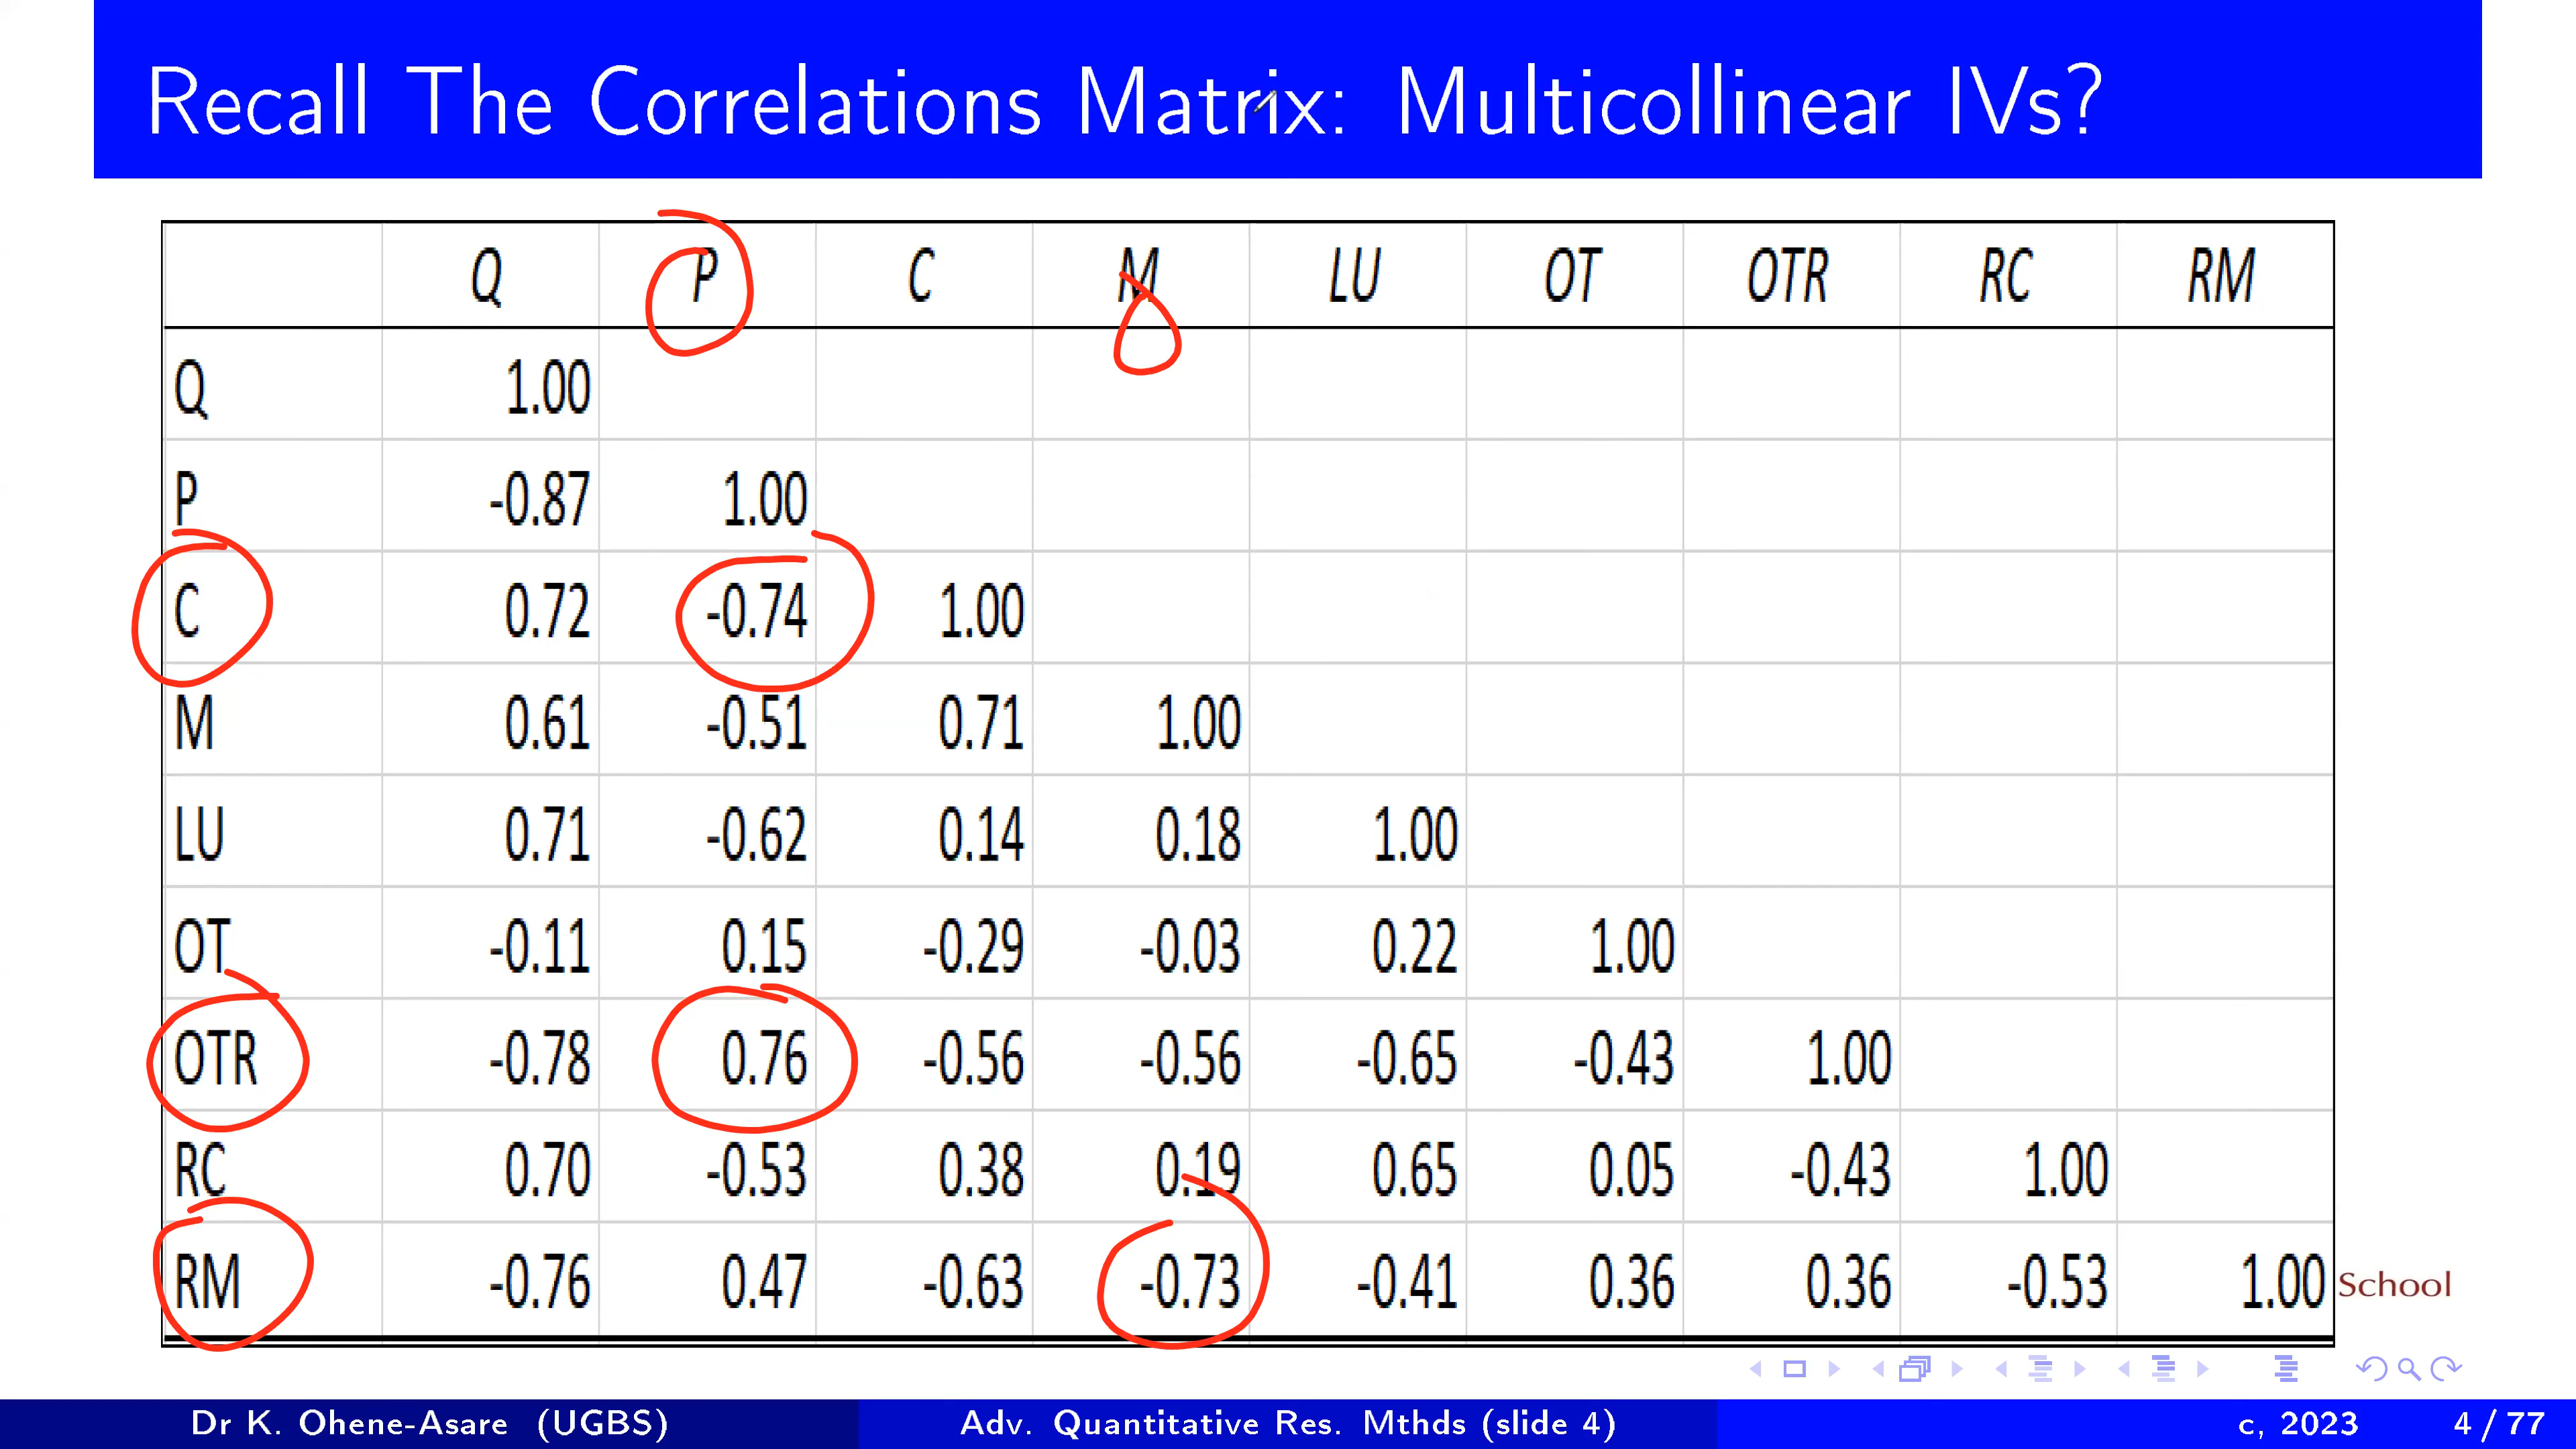 Recall The Correlations Matrix: Multicollinear IVs?
Q P C M LU OT OTR RC RM
Q 1.00
P -0.87 1.00
C 0.72 -0.74 1.00
M 0.61 -0.51 0.71 1.00
LU 0.71 -0.62 0.14 0.18 1.00
OT -0.11 0.15 -0.29 -0.03 0.22 1.00
OTR -0.78 0.76 -0.56 -0.56 -0.65 -0.43 1.00
RC 0.70 -0.53 0.38 0.19 0.65 0.05 -0.43 1.00
RM -0.76 0.47 -0.63 -0.73 -0.41 0.36 0.36 -0.53 1.00
School
Dr K. Ohene-Asare (UGBS) Adv. Quantitative Res. Mthds (slide 4) c, 2023 4 / 77